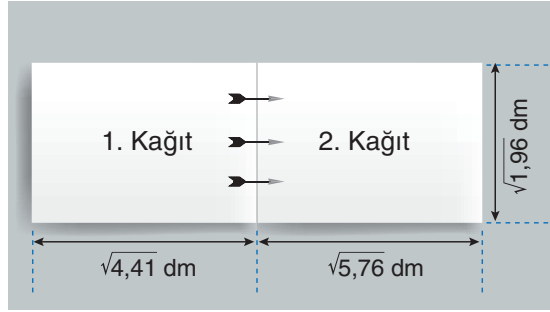 1. Kağıt
2. Kağıt
√1,96 dm
√4,41 dm
√5,76 dm